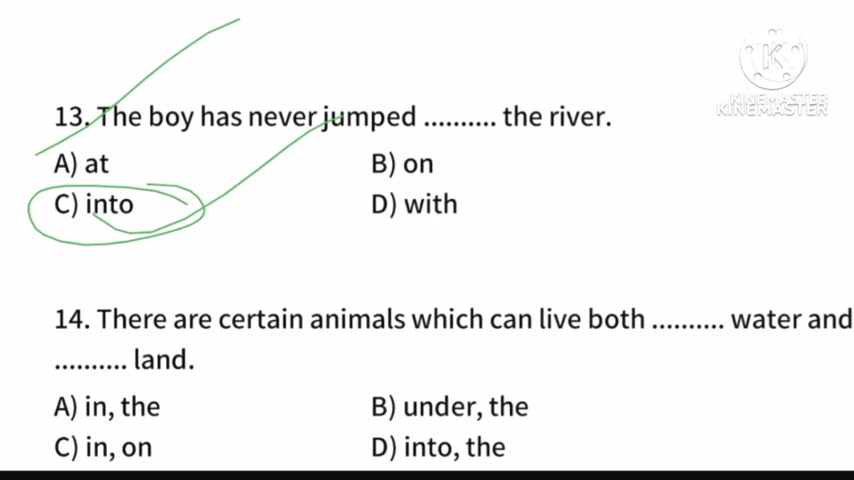 KINEMASTER
KINEMASTER
13. The boy has never jumped .......... the river.
A) at B) on
C) into D) with
14. There are certain animals which can live both .......... water and
.......... land.
A) in, the B) under, the
C) in, on D) into, the